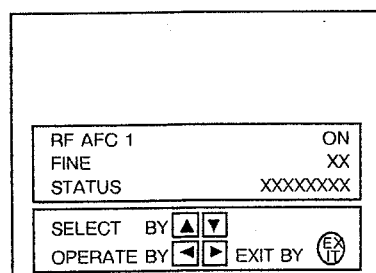 RF AFC 1 ON
FINE XX
STATUS XXXXXXXX
SELECT BY ▲ ▼
OPERATE BY ◄ ► EXIT BY EXIT